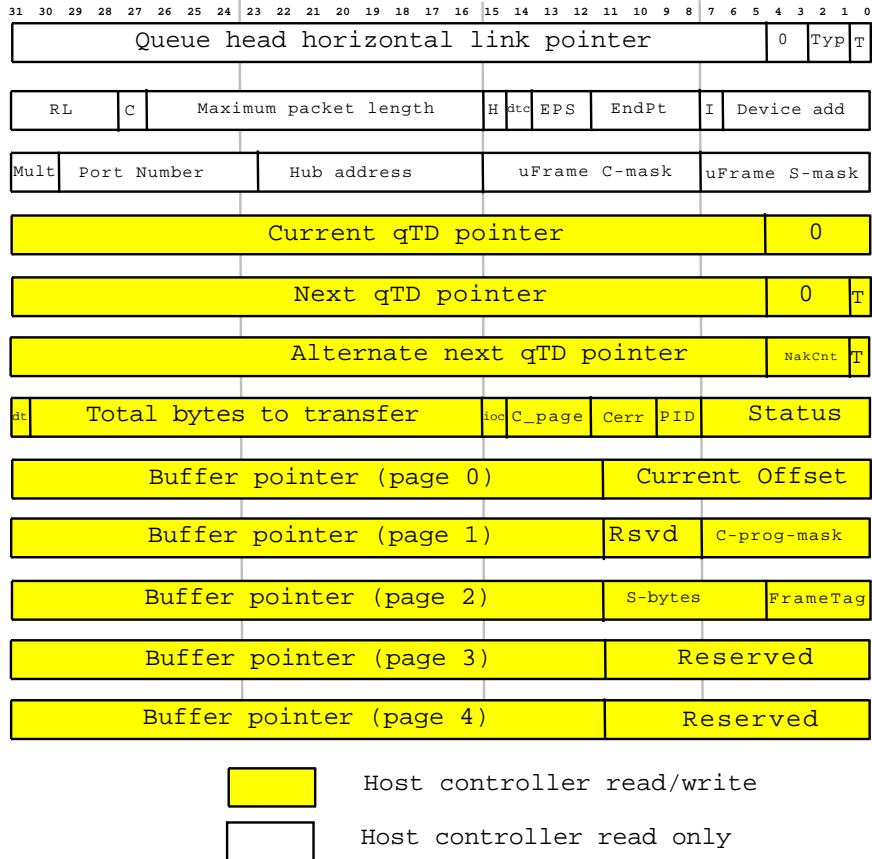 31 30 29 28 27 26 25 24 23 22 21 20 19 18 17 16 15 14 13 12 11 10 9 8 7 6 5 4 3 2 1 0
Queue head horizontal link pointer 0 Typ T
RL C Maximum packet length H dtc EPS EndPt I Device add
Mult Port Number Hub address uFrame C-mask uFrame S-mask
Current qTD pointer 0
Next qTD pointer 0 T
Alternate next qTD pointer NakCnt T
dt Total bytes to transfer ioc C_page Cerr PID Status
Buffer pointer (page 0) Current Offset
Buffer pointer (page 1) Rsvd C-prog-mask
Buffer pointer (page 2) S-bytes FrameTag
Buffer pointer (page 3) Reserved
Buffer pointer (page 4) Reserved
Host controller read/write
Host controller read only